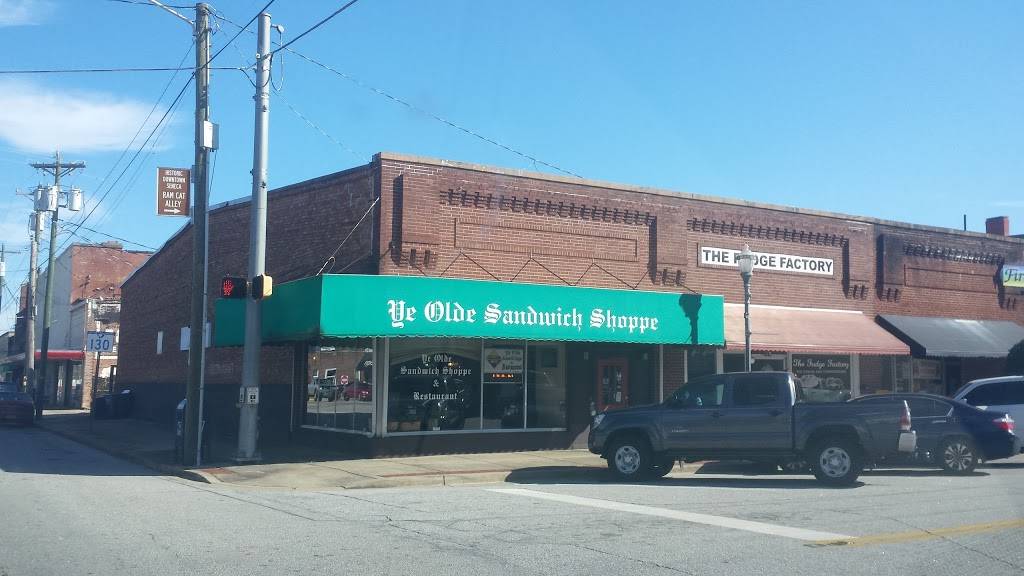 HISTORIC
DOWNTOWN
SENECA
RAM CAT
ALLEY
130
Ye Olde Sandwich Shoppe
Ye Olde
Sandwich Shoppe
&
Restaurant
THE FUDGE FACTORY
The Fudge Factory